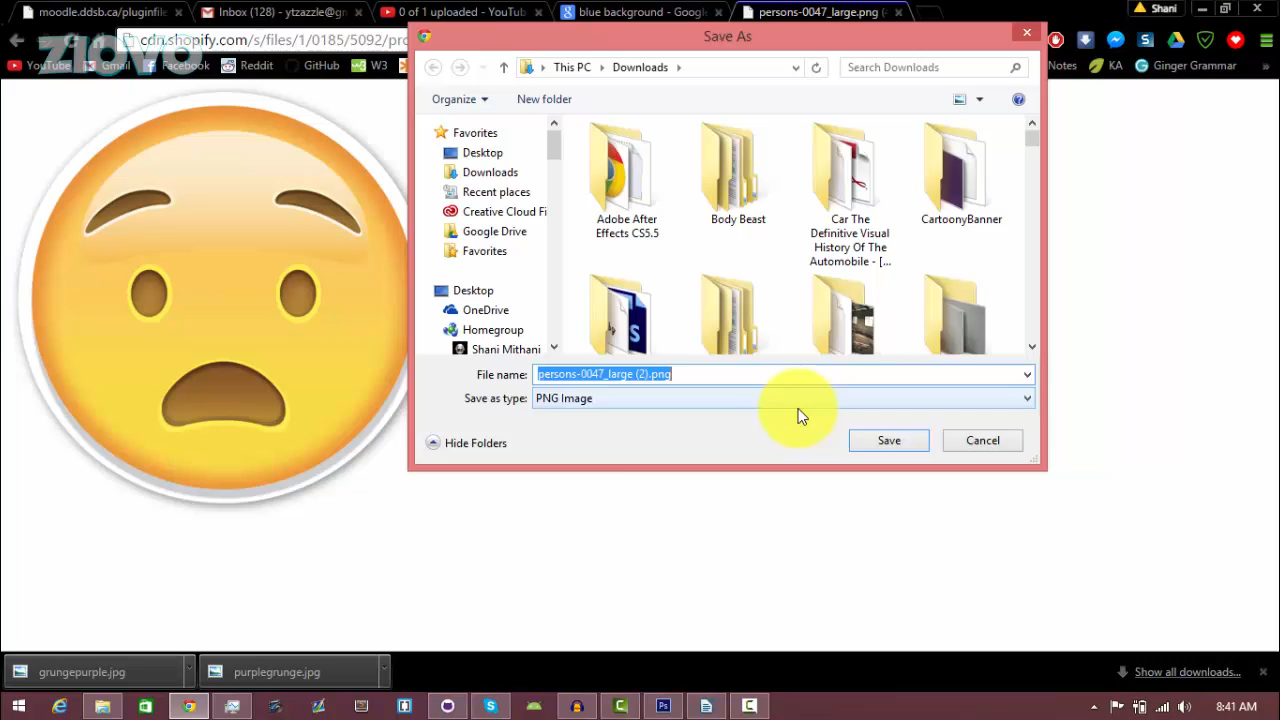 moodle.ddsb.ca/pluginfile
Inbox (128) - ytzazzle@gn
0 of 1 uploaded - YouTub
blue background - Google
persons-0047_large.png (
Shani
cdn.shopify.com/s/files/1/0185/5092/pro
zlovo
YouTube
Gmail
Facebook
Reddit
GitHub
W3
Notes
KA
Ginger Grammar
»
Save As
This PC
Downloads
Search Downloads
Organize
New folder
Favorites
Desktop
Downloads
Recent places
Creative Cloud Fi
Google Drive
Favorites
Desktop
OneDrive
Homegroup
Shani Mithani
Adobe After
Effects CS5.5
Body Beast
Car The
Definitive Visual
History Of The
Automobile - [...
CartoonyBanner
File name:
persons-0047_large (2).png
Save as type:
PNG Image
Hide Folders
Save
Cancel
grungepurple.jpg
purplegrunge.jpg
Show all downloads...
Ps
8:41 AM